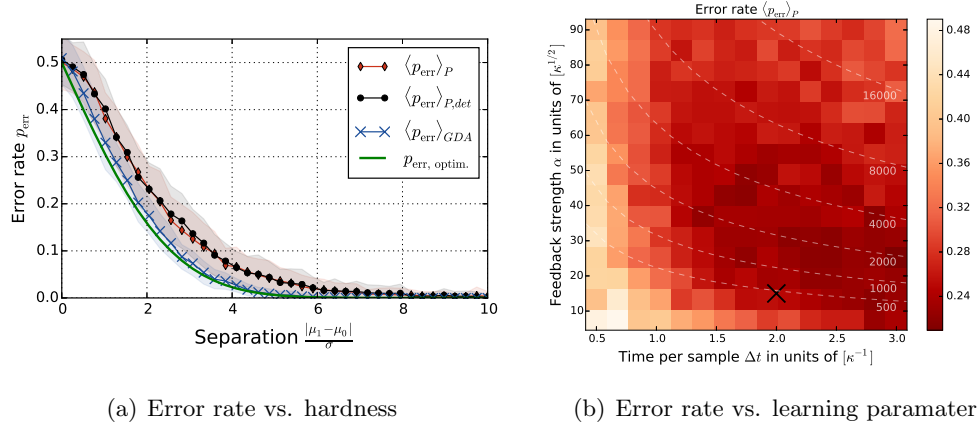 Error rate ⟨p_err⟩_P
0.5
0.4
0.3
0.2
0.1
0.0
Error rate p_err
⟨p_err⟩_P
⟨p_err⟩_P,det
⟨p_err⟩_GDA
p_err, optim.
0 2 4 6 8 10
Separation |μ₁−μ₀|/σ
90
80
70
60
50
40
30
20
10
Feedback strength α in units of [κ^1/2]
16000
8000
4000
2000
1000
500
0.5 1.0 1.5 2.0 2.5 3.0
Time per sample Δt in units of [κ⁻¹]
0.48
0.44
0.40
0.36
0.32
0.28
0.24
(a) Error rate vs. hardness
(b) Error rate vs. learning paramater